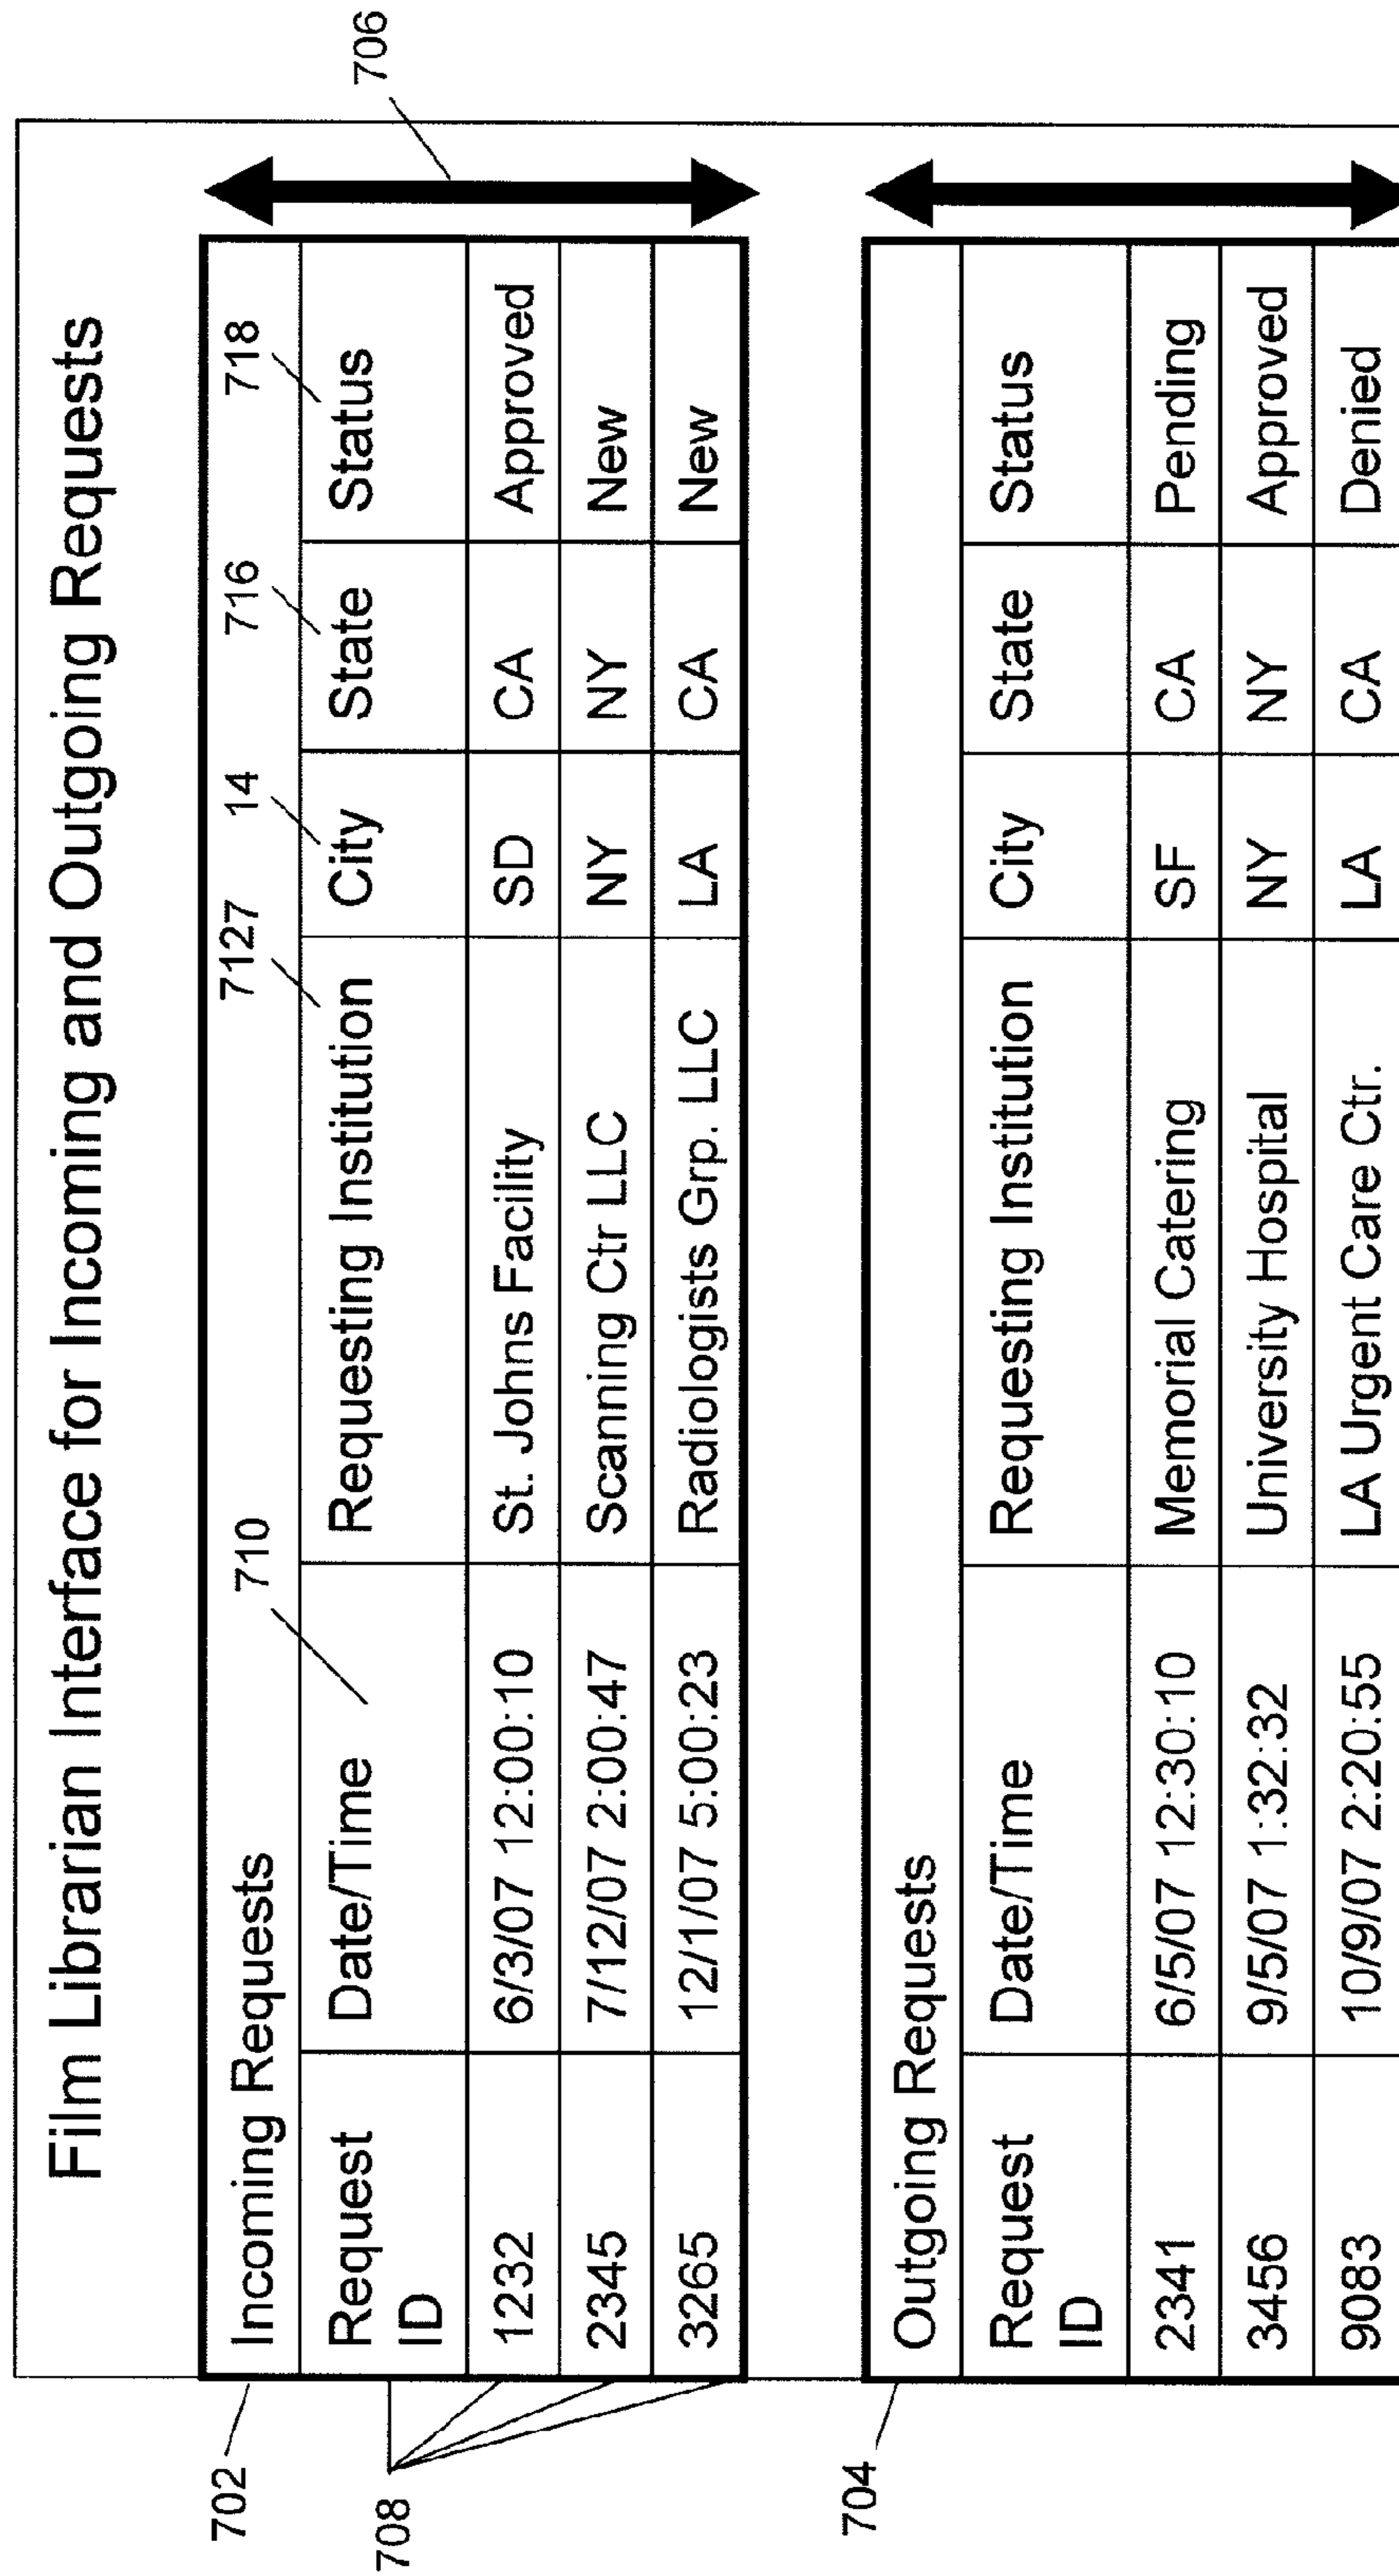 Film Librarian Interface for Incoming and Outgoing Requests
702
Incoming Requests
710
7127
14
716
718
706
Request ID
Date/Time
Requesting Institution
City
State
Status
708
1232
6/3/07 12:00:10
St. Johns Facility
SD
CA
Approved
2345
7/12/07 2:00:47
Scanning Ctr LLC
NY
NY
New
3265
12/1/07 5:00:23
Radiologists Grp. LLC
LA
CA
New
704
Outgoing Requests
Request ID
Date/Time
Requesting Institution
City
State
Status
2341
6/5/07 12:30:10
Memorial Catering
SF
CA
Pending
3456
9/5/07 1:32:32
University Hospital
NY
NY
Approved
9083
10/9/07 2:20:55
LA Urgent Care Ctr.
LA
CA
Denied